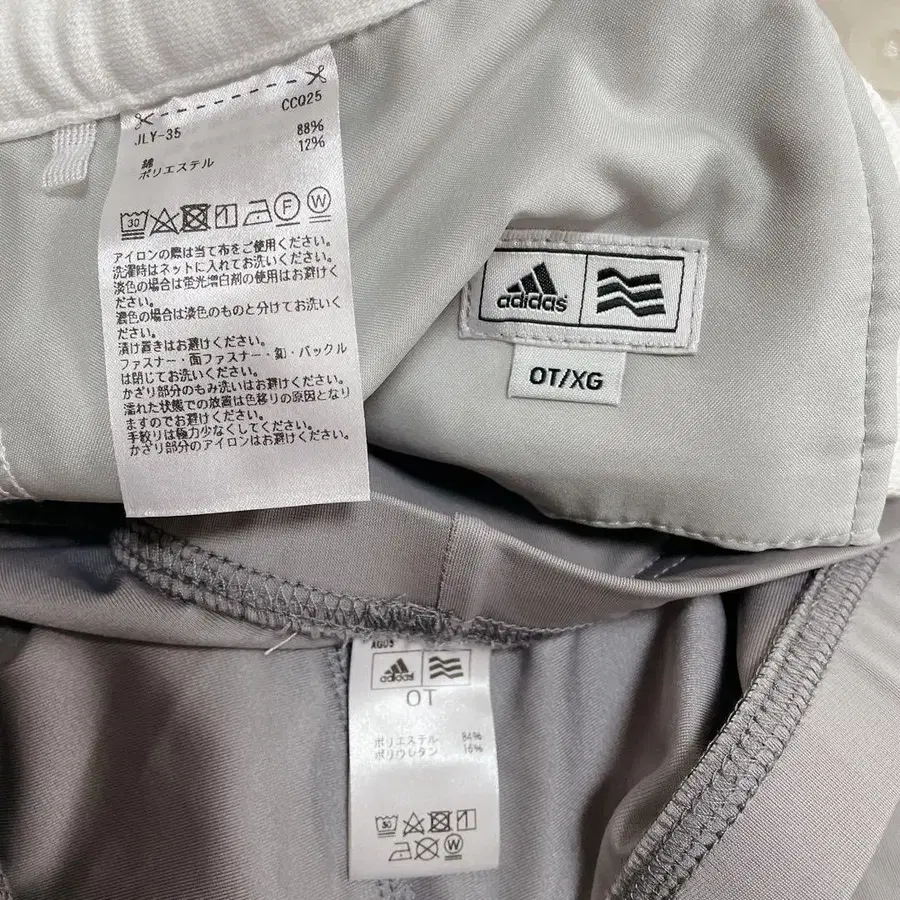 CCQ25
JLY-35
綿 88%
ポリエステル 12%
30
F
W
アイロンの際は当て布をご使用ください。
洗濯時はネットに入れてお洗いください。
淡色の場合は蛍光増白剤の使用はお避けく
ださい。
濃色の場合は淡色のものと分けてお洗いく
ださい。
漬け置きはお避けください。
ファスナー・面ファスナー・釦・バックル
は閉じてお洗いください。
かざり部分のもみ洗いはお避けください。
濡れた状態での放置は色移りの原因となり
ますのでお避けください。
手絞りは極力少なくしてください。
かざり部分のアイロンはお避けください。
adidas
OT/XG
AG05
adidas
OT
ポリエステル 84%
ポリウレタン 16%
30
W